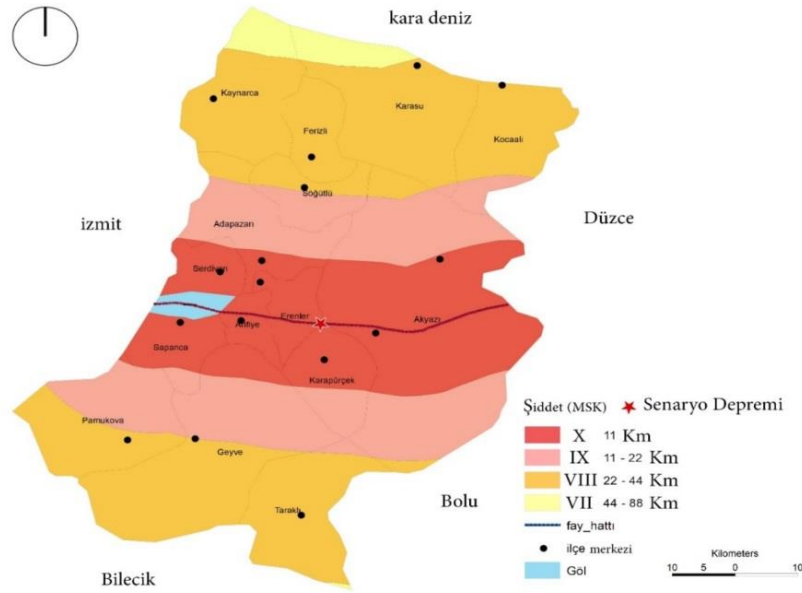 kara deniz
Kaynarca
Karasu
Ferizli
Kocaali
Söğütlü
izmit
Düzce
Adapazarı
Serdivan
Erenler
Arifiye
Akyazı
Sapanca
Karapürçek
Pamukova
Geyve
Taraklı
Bolu
Bilecik
Şiddet (MSK) Senaryo Depremi
X 11 Km
IX 11 - 22 Km
VIII 22 - 44 Km
VII 44 - 88 Km
fay_hattı
ilçe merkezi
Göl
Kilometers
10 5 0 10